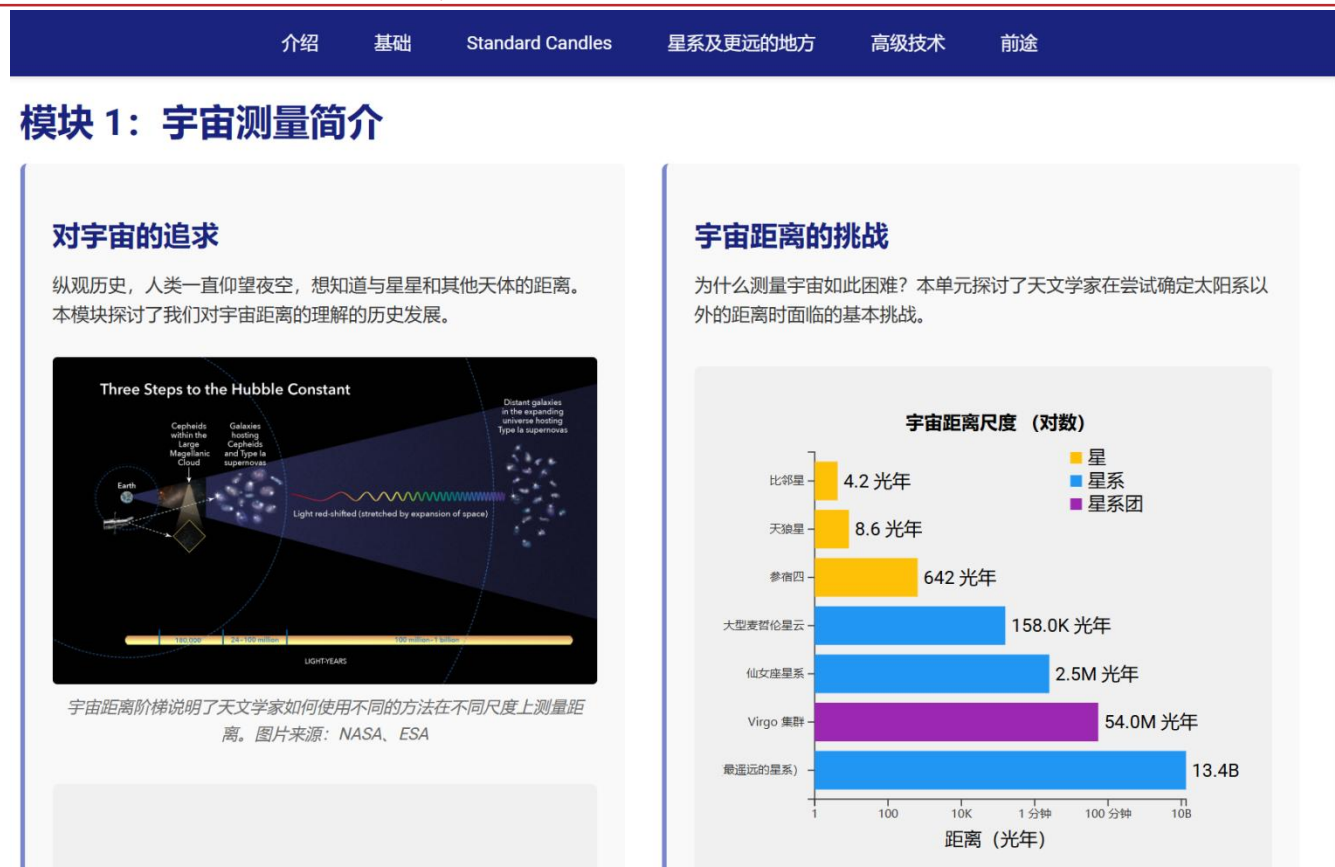 介绍 基础 Standard Candles 星系及更远的地方 高级技术 前途
模块 1：宇宙测量简介
对宇宙的追求
纵观历史，人类一直仰望夜空，想知道与星星和其他天体的距离。
本模块探讨了我们对宇宙距离的理解的历史发展。
Three Steps to the Hubble Constant
Cepheids
within the
Large
Magellanic
Cloud
Galaxies
hosting
Cepheids
and Type Ia
supernovas
Distant galaxies
in the expanding
universe hosting
Type Ia supernovas
Earth
Light red-shifted (stretched by expansion of space)
180,000
24–100 million
100 million–1 billion
LIGHT-YEARS
宇宙距离阶梯说明了天文学家如何使用不同的方法在不同尺度上测量距
离。图片来源：NASA、ESA
宇宙距离的挑战
为什么测量宇宙如此困难？本单元探讨了天文学家在尝试确定太阳系以
外的距离时面临的基本挑战。
宇宙距离尺度 （对数）
星
星系
星系团
比邻星 4.2 光年
天狼星 8.6 光年
参宿四 642 光年
大型麦哲伦星云 158.0K 光年
仙女座星系 2.5M 光年
Virgo 集群 54.0M 光年
最遥远的星系） 13.4B
1 100 10K 1 分钟 100 分钟 10B
距离（光年）